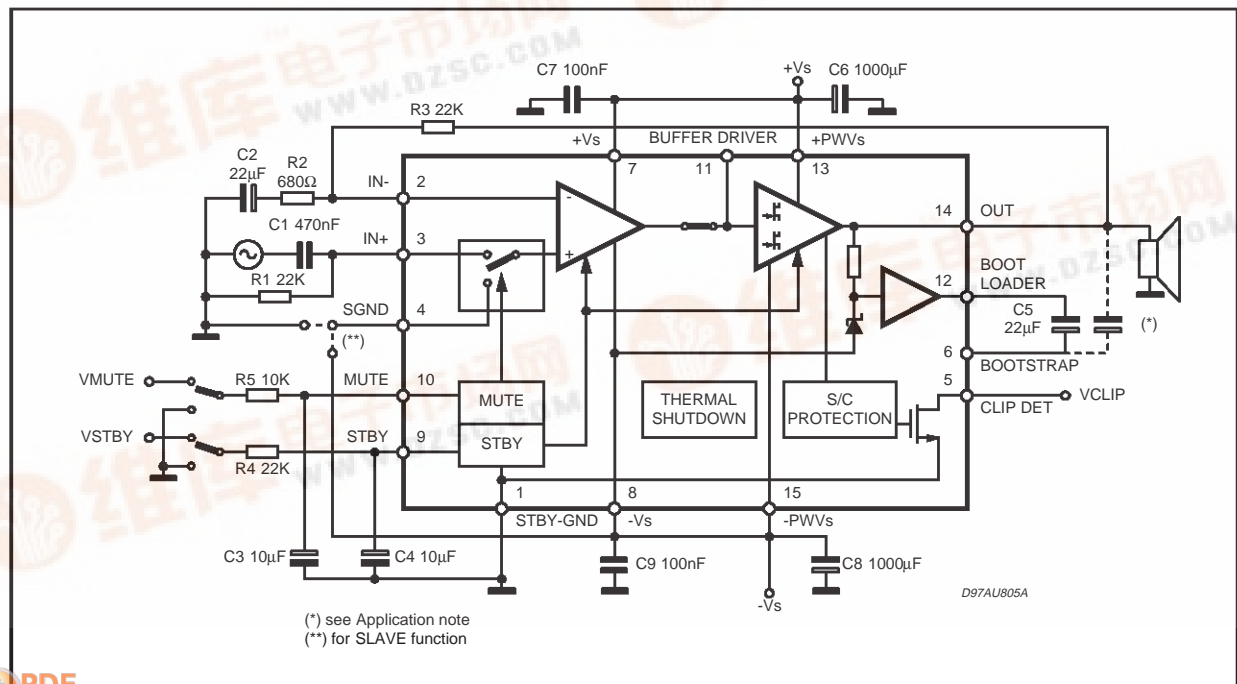 维库电子市场网
WWW.DZSC.COM
C7 100nF
+Vs
C6 1000µF
R3 22K
+Vs
BUFFER DRIVER
+PWVs
C2
22µF
R2
680Ω
IN-
2
7
11
13
C1 470nF
-
14
OUT
IN+
3
+
R1 22K
BOOT
LOADER
12
SGND
4
C5
22µF
(*)
(**)
6
BOOTSTRAP
VMUTE
R5 10K
MUTE
10
MUTE
THERMAL
SHUTDOWN
S/C
PROTECTION
5
VCLIP
CLIP DET
VSTBY
STBY
9
STBY
R4 22K
1
8
15
STBY-GND
-Vs
-PWVs
C3 10µF
C4 10µF
C9 100nF
C8 1000µF
D97AU805A
-Vs
(*) see Application note
(**) for SLAVE function
PDF